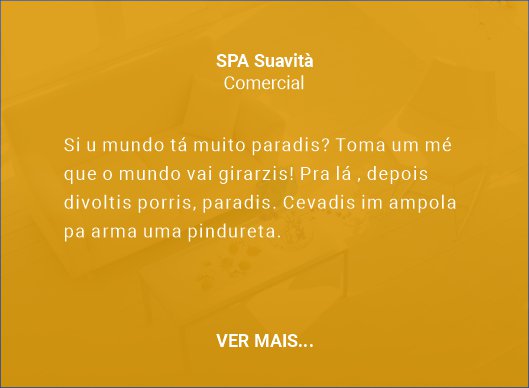 SPA Suavità
Comercial
Si u mundo tá muito paradis? Toma um mé
que o mundo vai girarzis! Pra lá , depois
divoltis porris, paradis. Cevadis im ampola
pa arma uma pindureta.
VER MAIS...